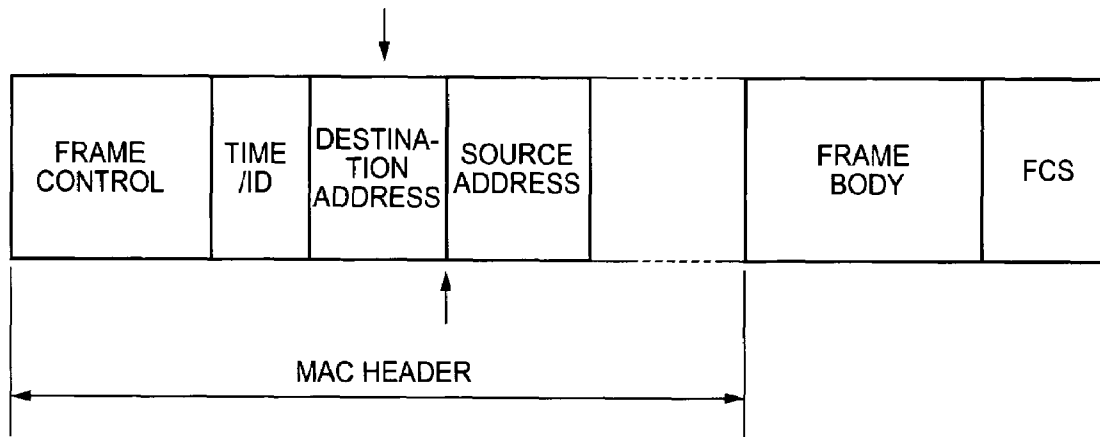 FRAME
CONTROL
TIME
/ID
DESTINA-
TION
ADDRESS
SOURCE
ADDRESS
FRAME
BODY
FCS
MAC HEADER